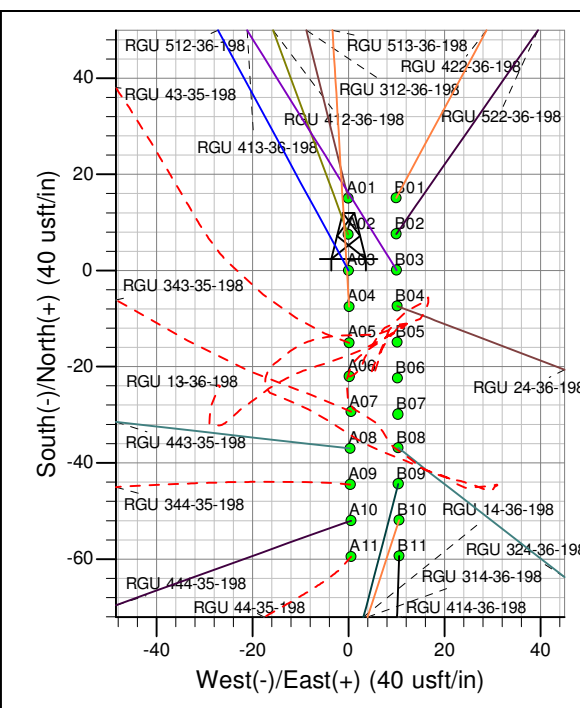 RGU 512-36-198
RGU 513-36-198
RGU 422-36-198
40
RGU 43-35-198
RGU 312-36-198
RGU 412-36-198
RGU 522-36-198
RGU 413-36-198
20
A01
B01
A02
B02
0
A03
B03
RGU 343-35-198
A04
B04
A05
B05
-20
A06
B06
RGU 13-36-198
RGU 24-36-198
A07
B07
RGU 443-35-198
A08
B08
-40
A09
B09
RGU 344-35-198
RGU 14-36-198
A10
B10
RGU 324-36-198
-60
A11
B11
RGU 444-35-198
RGU 314-36-198
RGU 44-35-198
RGU 414-36-198
-40
-20
0
20
40
West(-)/East(+) (40 usft/in)
South(-)/North(+) (40 usft/in)